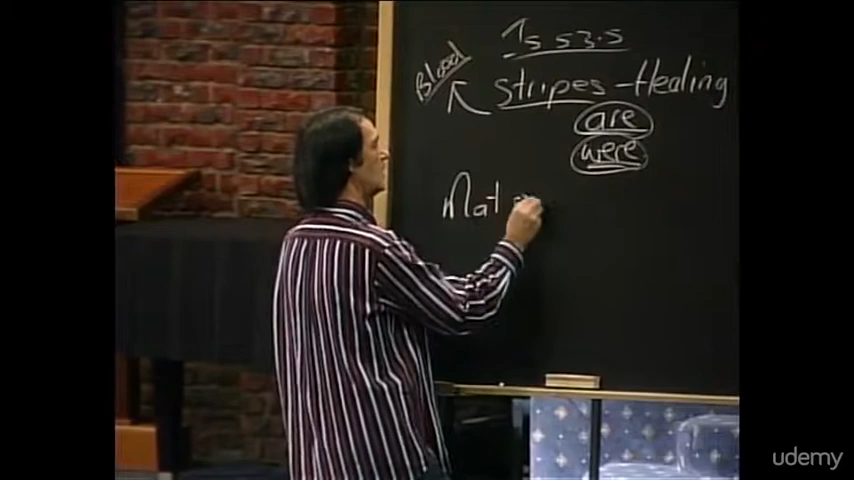 Is 53:5
Blood
Stripes - Healing
are
were
Mat
udemy